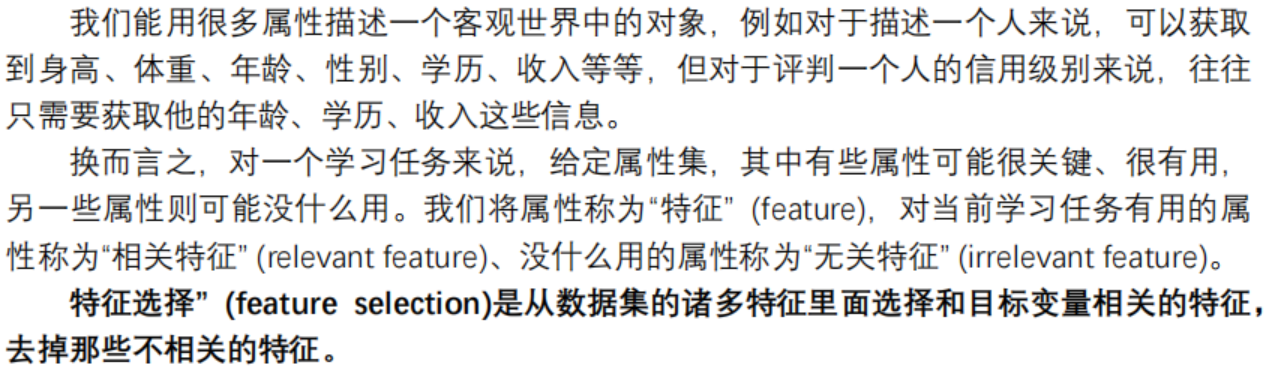 我们能用很多属性描述一个客观世界中的对象，例如对于描述一个人来说，可以获取
到身高、体重、年龄、性别、学历、收入等等，但对于评判一个人的信用级别来说，往往
只需要获取他的年龄、学历、收入这些信息。
换而言之，对一个学习任务来说，给定属性集，其中有些属性可能很关键、很有用，
另一些属性则可能没什么用。我们将属性称为“特征” (feature)，对当前学习任务有用的属
性称为“相关特征” (relevant feature)、没什么用的属性称为“无关特征” (irrelevant feature)。
特征选择” (feature selection)是从数据集的诸多特征里面选择和目标变量相关的特征，
去掉那些不相关的特征。